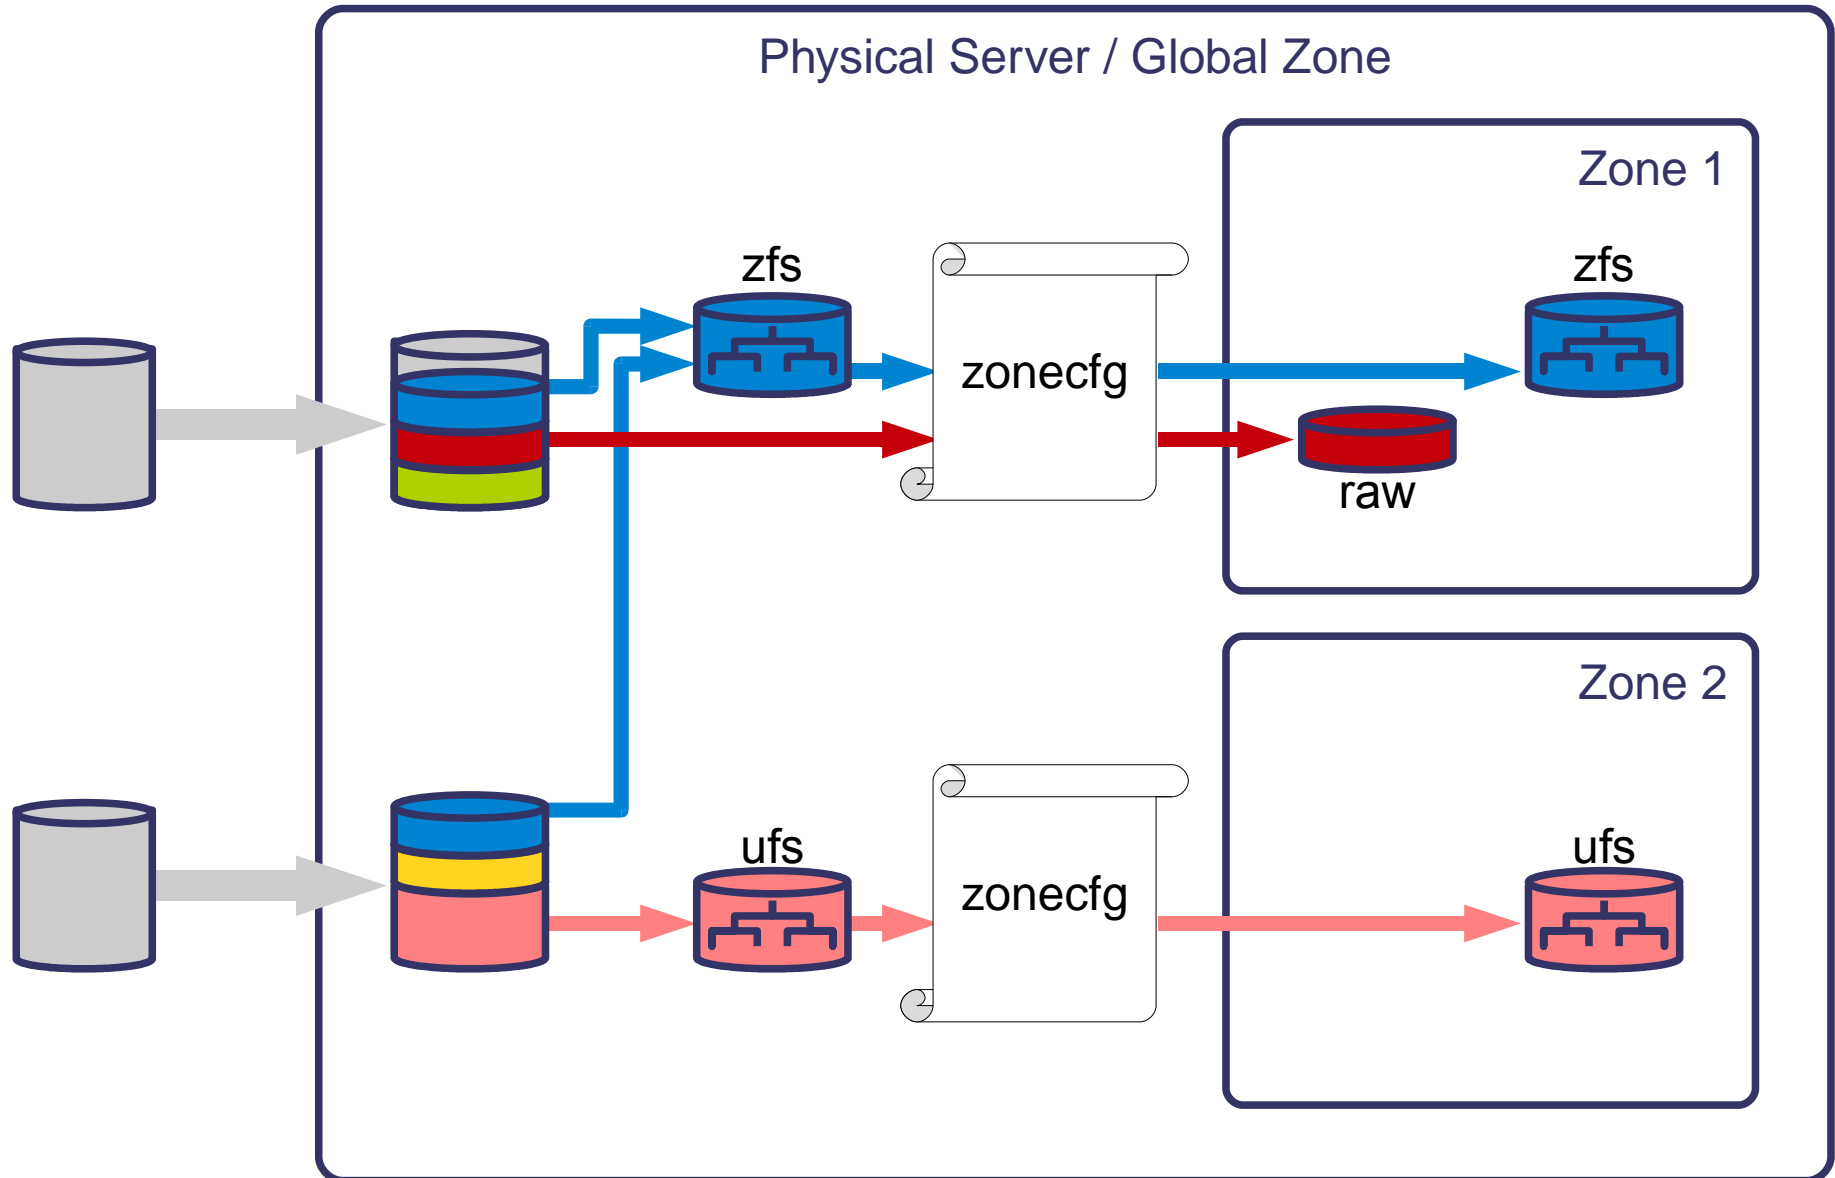 Physical Server / Global Zone
Zone 1
zfs
zfs
zonecfg
raw
Zone 2
ufs
ufs
zonecfg